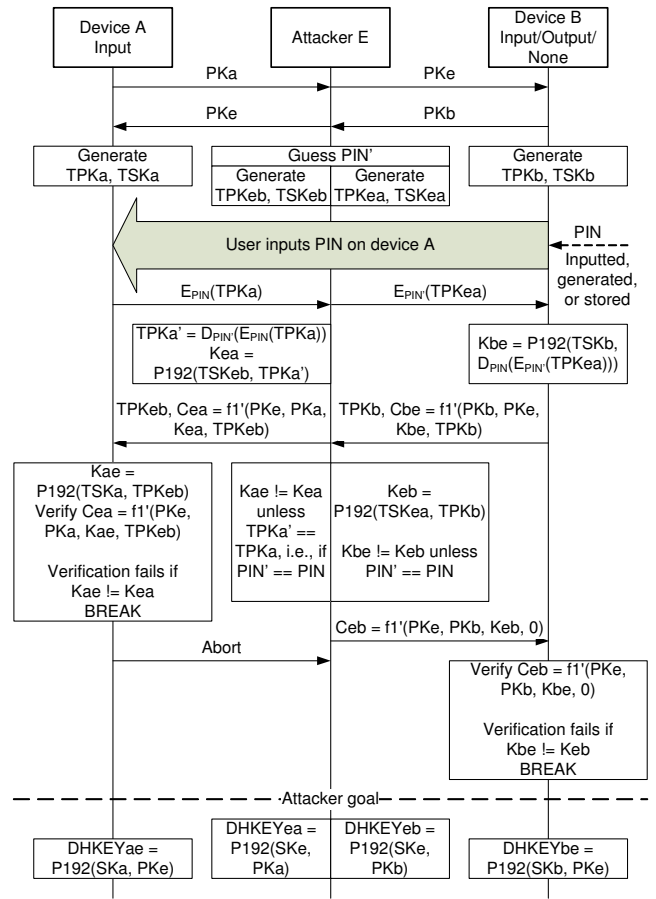 Device A
Input
Attacker E
Device B
Input/Output/
None
PKa
PKe
PKe
PKb
Generate
TPKa, TSKa
Guess PIN'
Generate
TPKeb, TSKeb
Generate
TPKea, TSKea
Generate
TPKb, TSKb
User inputs PIN on device A
PIN
Inputted,
generated,
or stored
EPIN(TPKa)
EPIN'(TPKea)
TPKa' = DPIN'(EPIN(TPKa))
Kea =
P192(TSKeb, TPKa')
Kbe = P192(TSKb,
DPIN(EPIN'(TPKea)))
TPKeb, Cea = f1'(PKe, PKa,
Kea, TPKeb)
TPKb, Cbe = f1'(PKb, PKe,
Kbe, TPKb)
Kae =
P192(TSKa, TPKeb)
Verify Cea = f1'(PKe,
PKa, Kae, TPKeb)
Verification fails if
Kae != Kea
BREAK
Kae != Kea
unless
TPKa' ==
TPKa, i.e., if
PIN' == PIN
Keb =
P192(TSKea, TPKb)
Kbe != Keb unless
PIN' == PIN
Ceb = f1'(PKe, PKb, Keb, 0)
Abort
Verify Ceb = f1'(PKe,
PKb, Kbe, 0)
Verification fails if
Kbe != Keb
BREAK
Attacker goal
DHKEYae =
P192(SKa, PKe)
DHKEYea =
P192(SKe,
PKa)
DHKEYeb =
P192(SKe,
PKb)
DHKEYbe =
P192(SKb, PKe)